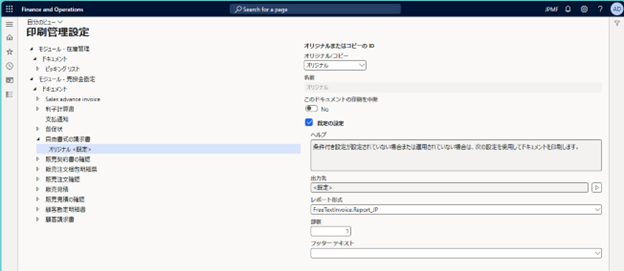 Finance and Operations
Search for a page
JPMF
AD
自分のビュー
印刷管理設定
モジュール - 在庫管理
ドキュメント
ピッキング リスト
モジュール - 売掛金勘定
ドキュメント
Sales advance invoice
利子計算書
支払通知
督促状
自由書式の請求書
オリジナル <既定>
販売契約書の確認
販売注文梱包明細票
販売注文確認
販売見積
販売見積の確認
顧客勘定明細書
顧客請求書
オリジナルまたはコピーの ID
オリジナル/コピー
オリジナル
名前
オリジナル
このドキュメントの印刷を中断
No
既定の設定
ヘルプ
条件付き設定が設定されていない場合または適用されていない場合は、次の設定を使用してドキュメントを印刷します。
出力先
<既定>
レポート形式
FreeTextInvoice.Report_JP
部数
1
フッター テキスト